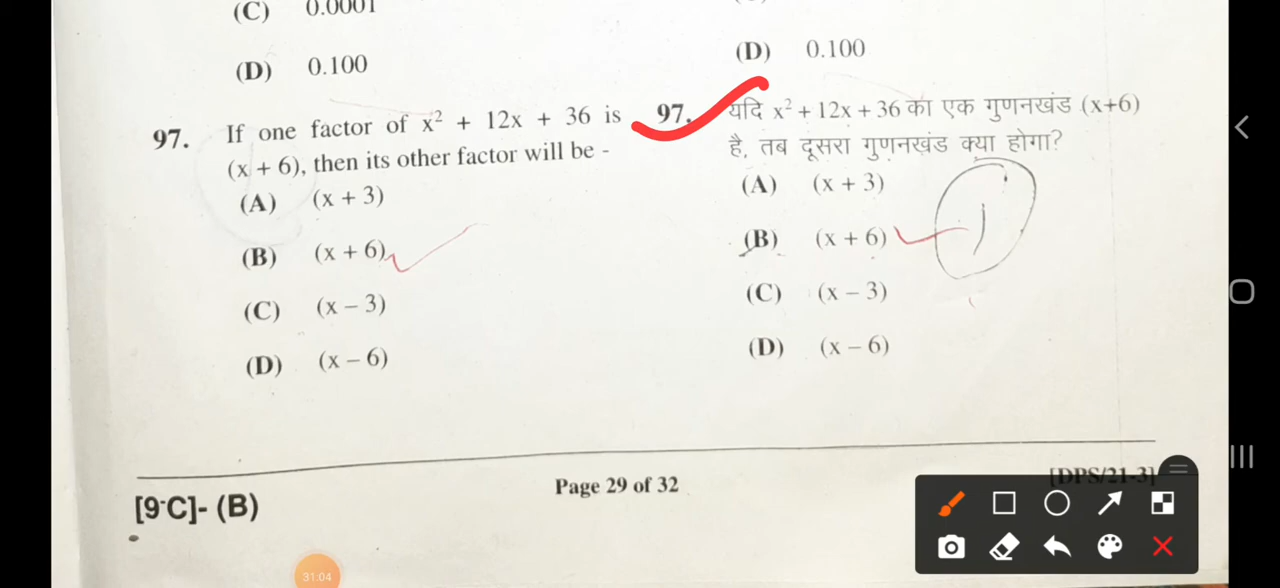 (C) 0.0001
(D) 0.100
97. If one factor of x² + 12x + 36 is
(x + 6), then its other factor will be -
(A) (x + 3)
(B) (x + 6)
(C) (x – 3)
(D) (x – 6)
(D) 0.100
97. यदि x² + 12x + 36 का एक गुणनखंड (x+6)
है, तब दूसरा गुणनखंड क्या होगा?
(A) (x + 3)
(B) (x + 6)
(C) (x – 3)
(D) (x – 6)
[9-C]- (B)
Page 29 of 32
[DPS/21-3]
31:04